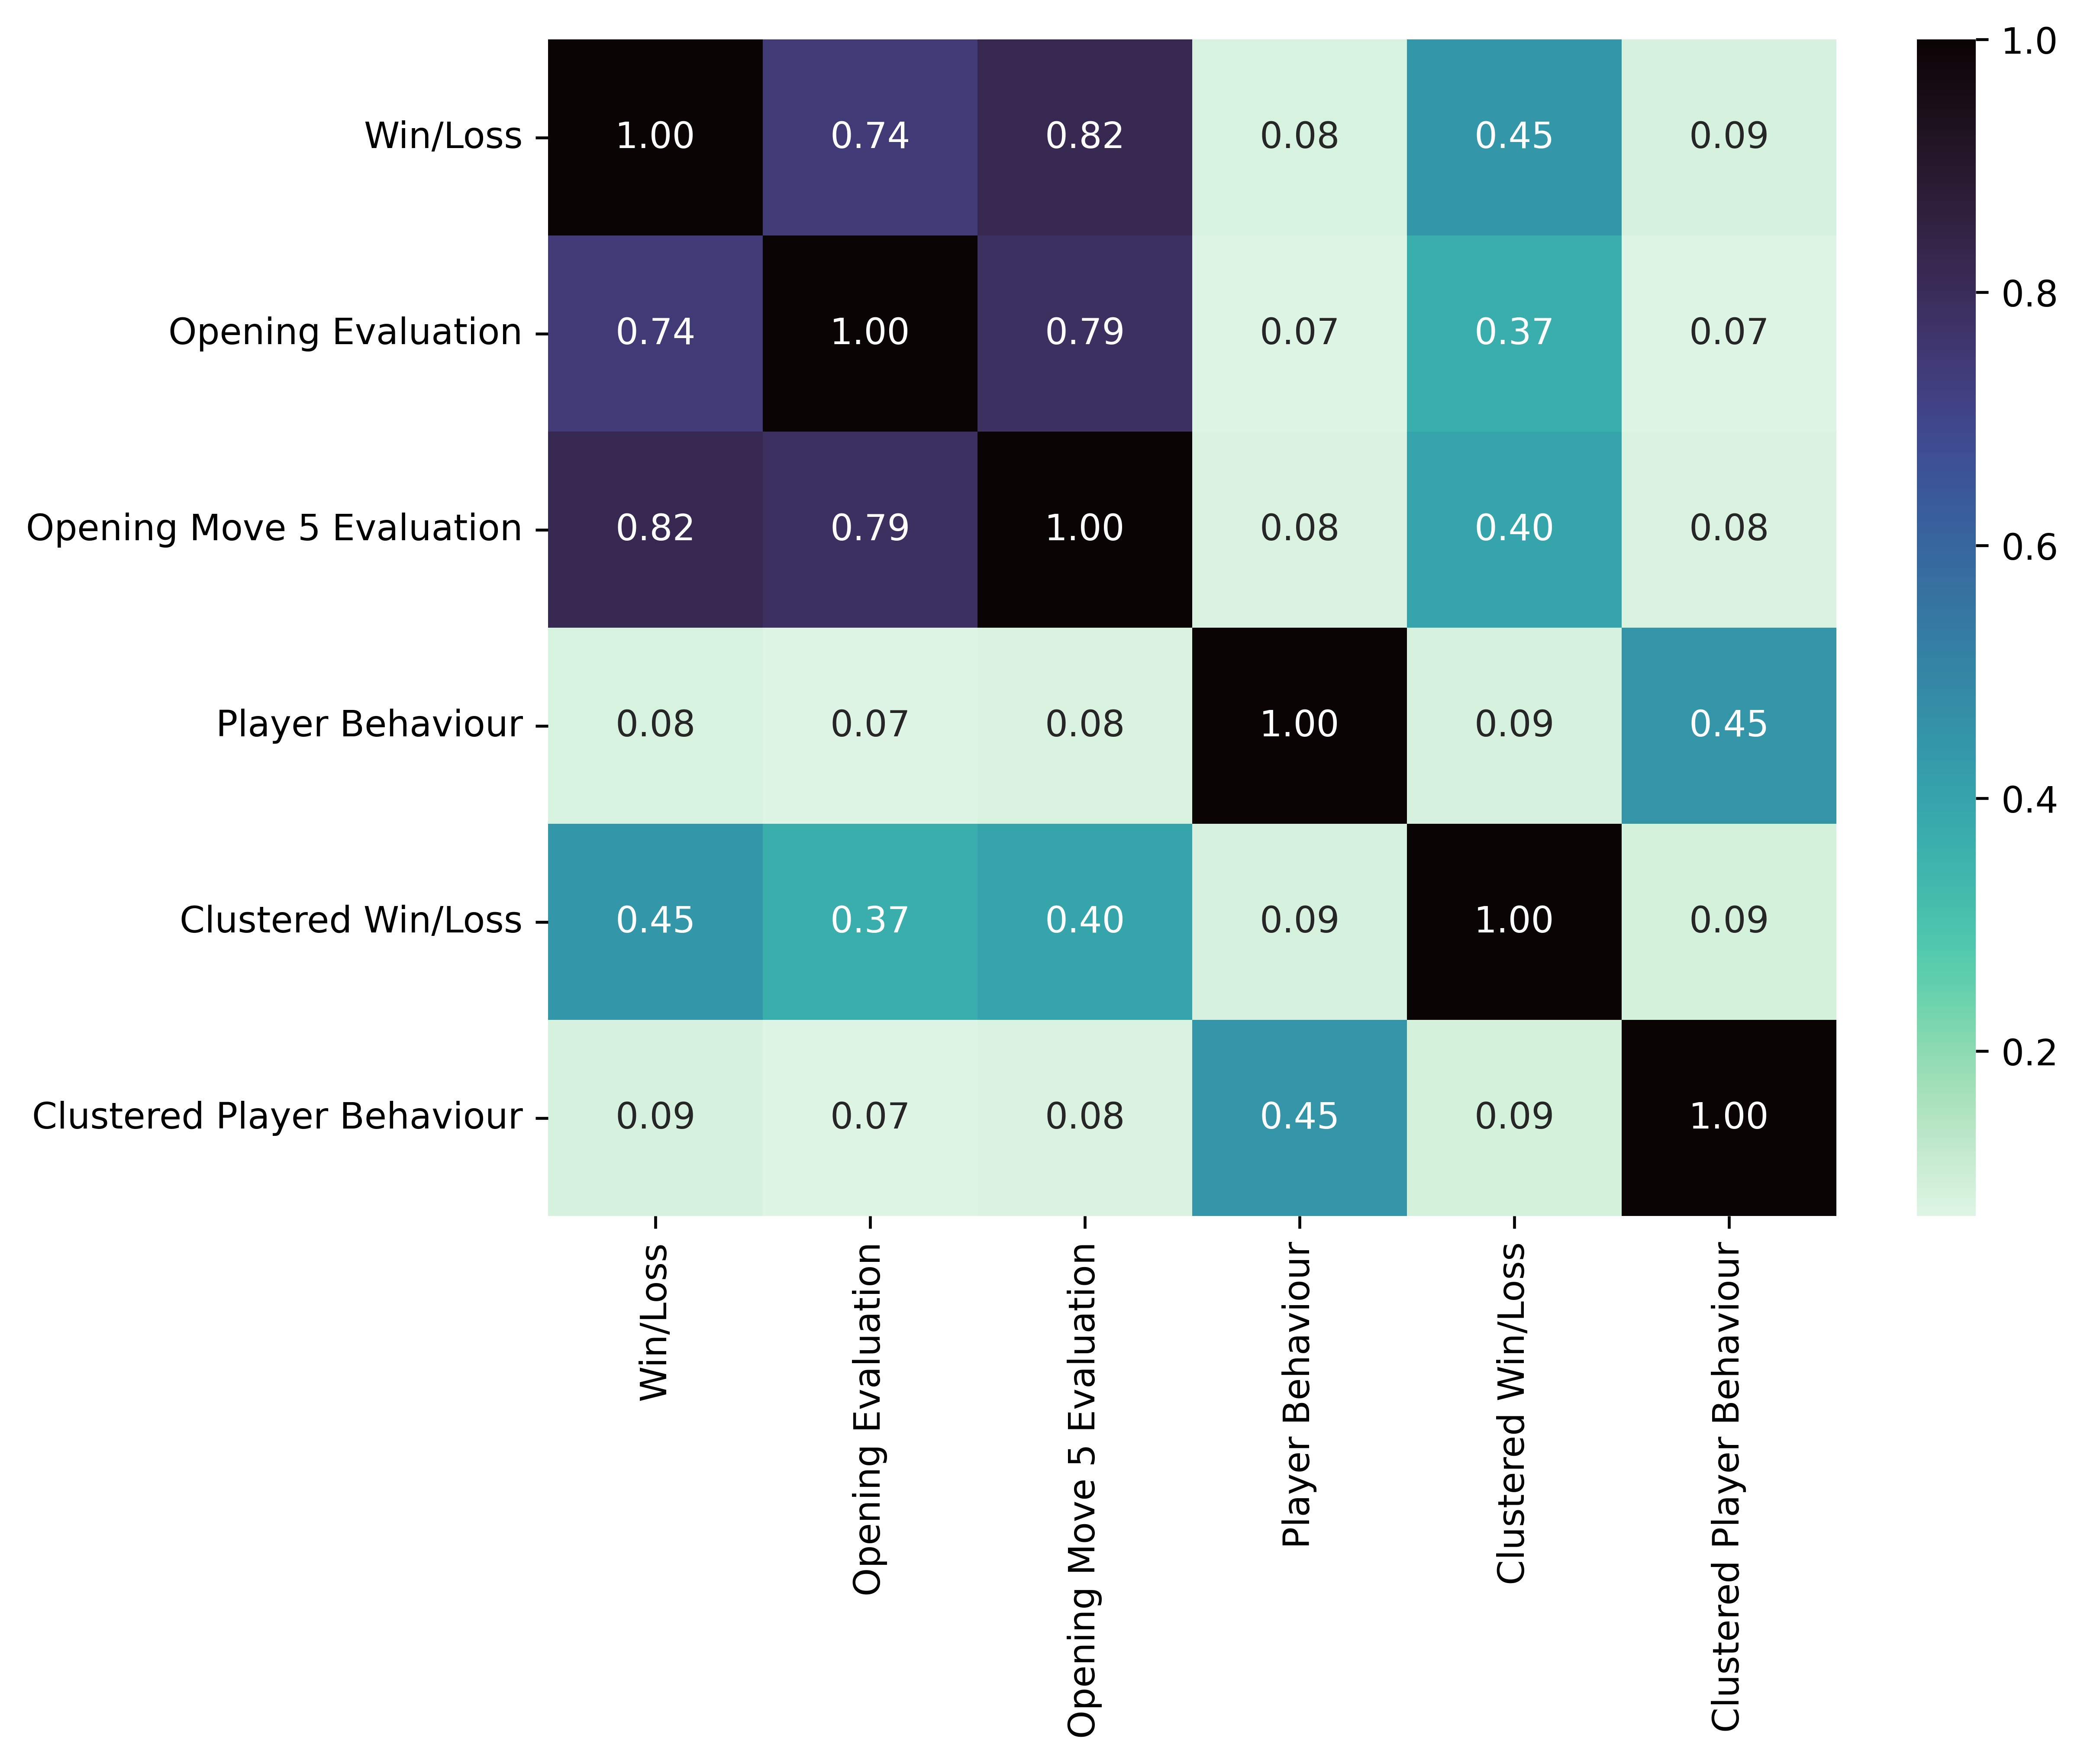 Win/Loss 1.00 0.74 0.82 0.08 0.45 0.09
Opening Evaluation 0.74 1.00 0.79 0.07 0.37 0.07
Opening Move 5 Evaluation 0.82 0.79 1.00 0.08 0.40 0.08
Player Behaviour 0.08 0.07 0.08 1.00 0.09 0.45
Clustered Win/Loss 0.45 0.37 0.40 0.09 1.00 0.09
Clustered Player Behaviour 0.09 0.07 0.08 0.45 0.09 1.00
Win/Loss
Opening Evaluation
Opening Move 5 Evaluation
Player Behaviour
Clustered Win/Loss
Clustered Player Behaviour
1.0
0.8
0.6
0.4
0.2